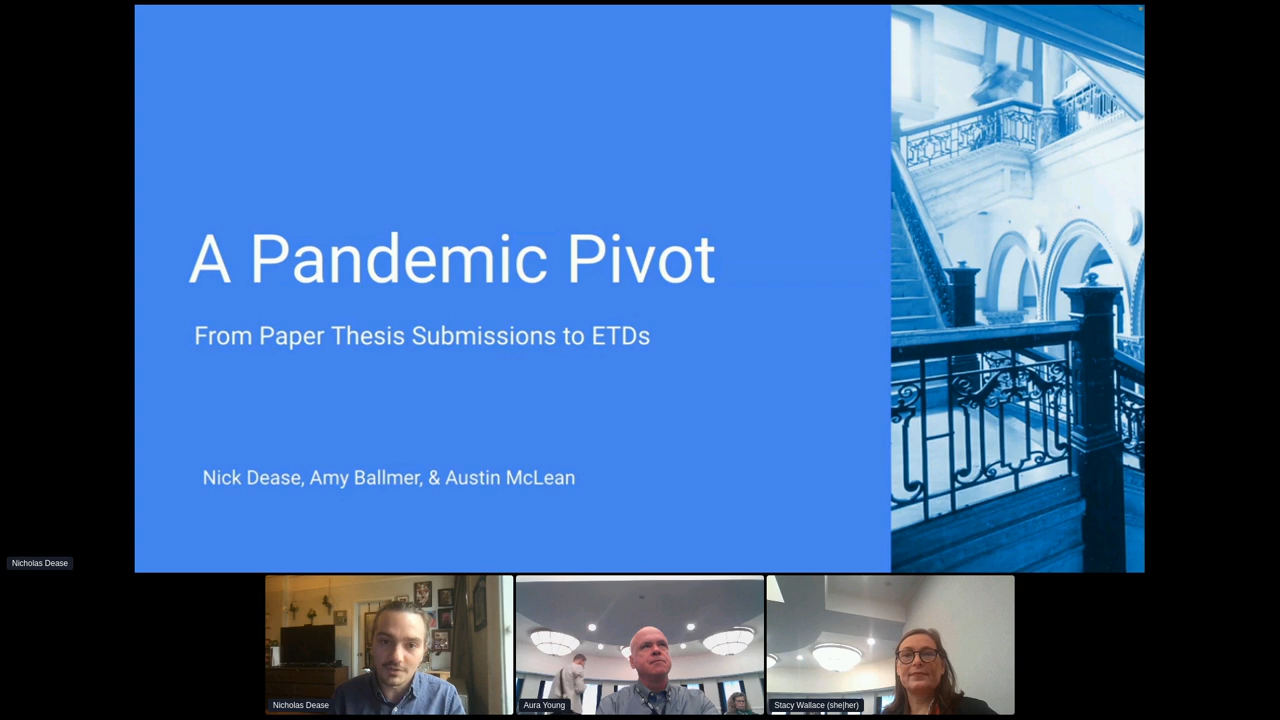 A Pandemic Pivot
From Paper Thesis Submissions to ETDs
Nick Dease, Amy Ballmer, & Austin McLean
Nicholas Dease
Nicholas Dease
Aura Young
Stacy Wallace (she|her)